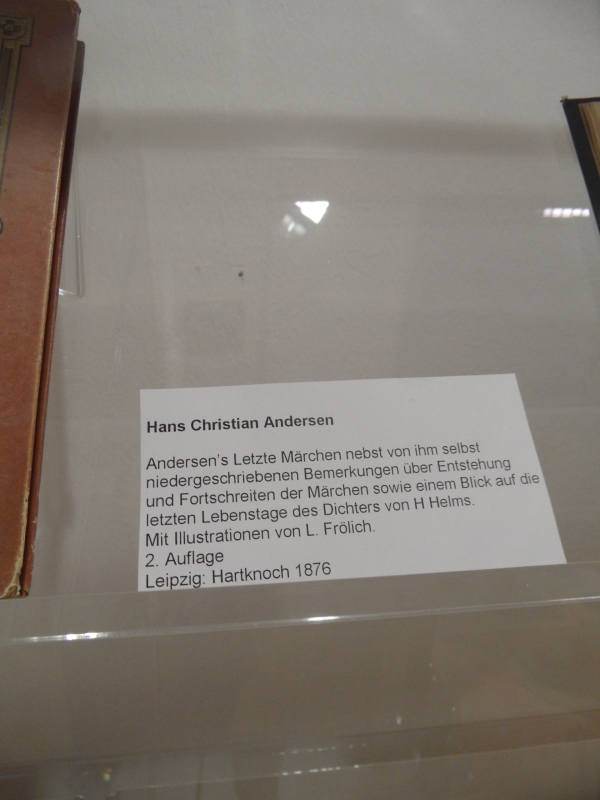 Hans Christian Andersen
Andersen's Letzte Märchen nebst von ihm selbst
niedergeschriebenen Bemerkungen über Entstehung
und Fortschreiten der Märchen sowie einem Blick auf die
letzten Lebenstage des Dichters von H Helms.
Mit Illustrationen von L. Frölich.
2. Auflage
Leipzig: Hartknoch 1876